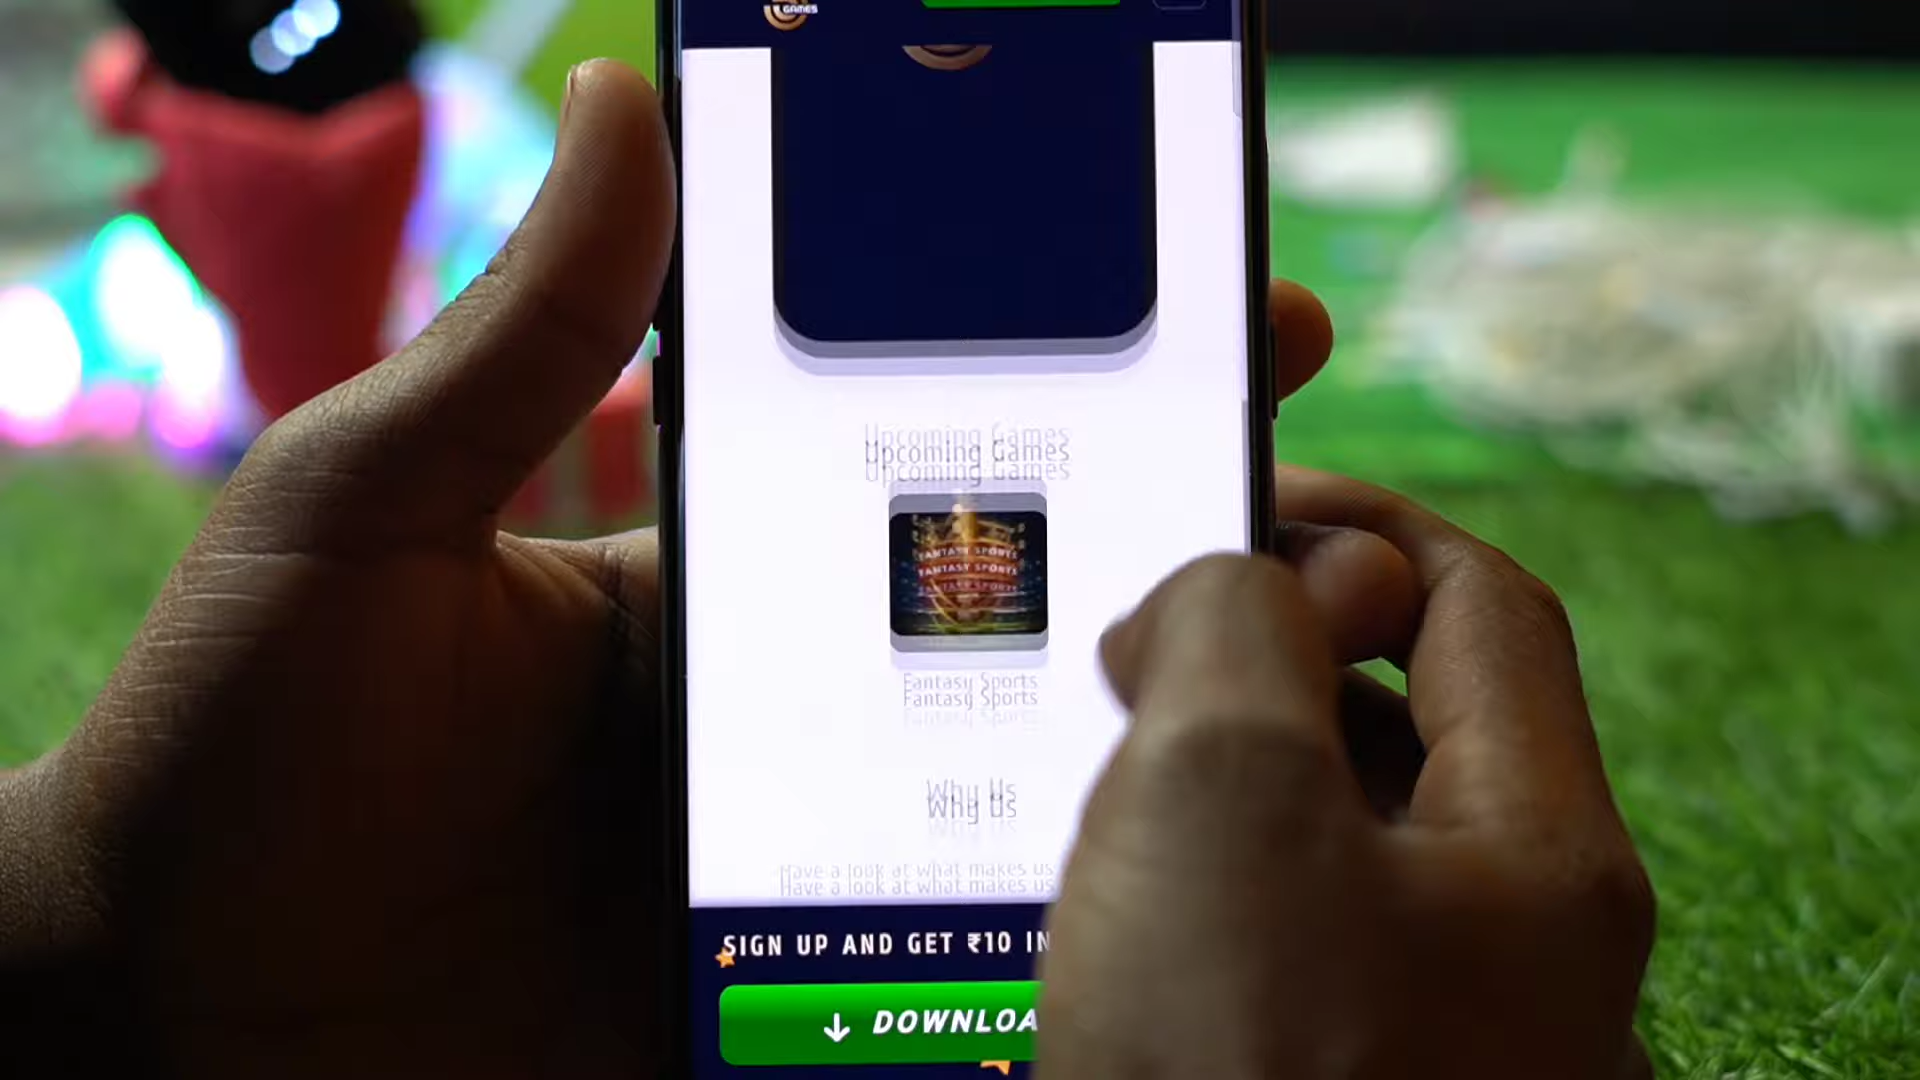 GAMES
Upcoming Games
FANTASY SPORTS
Fantasy Sports
Why Us
Have a look at what makes us
SIGN UP AND GET ₹10 IN
DOWNLOA